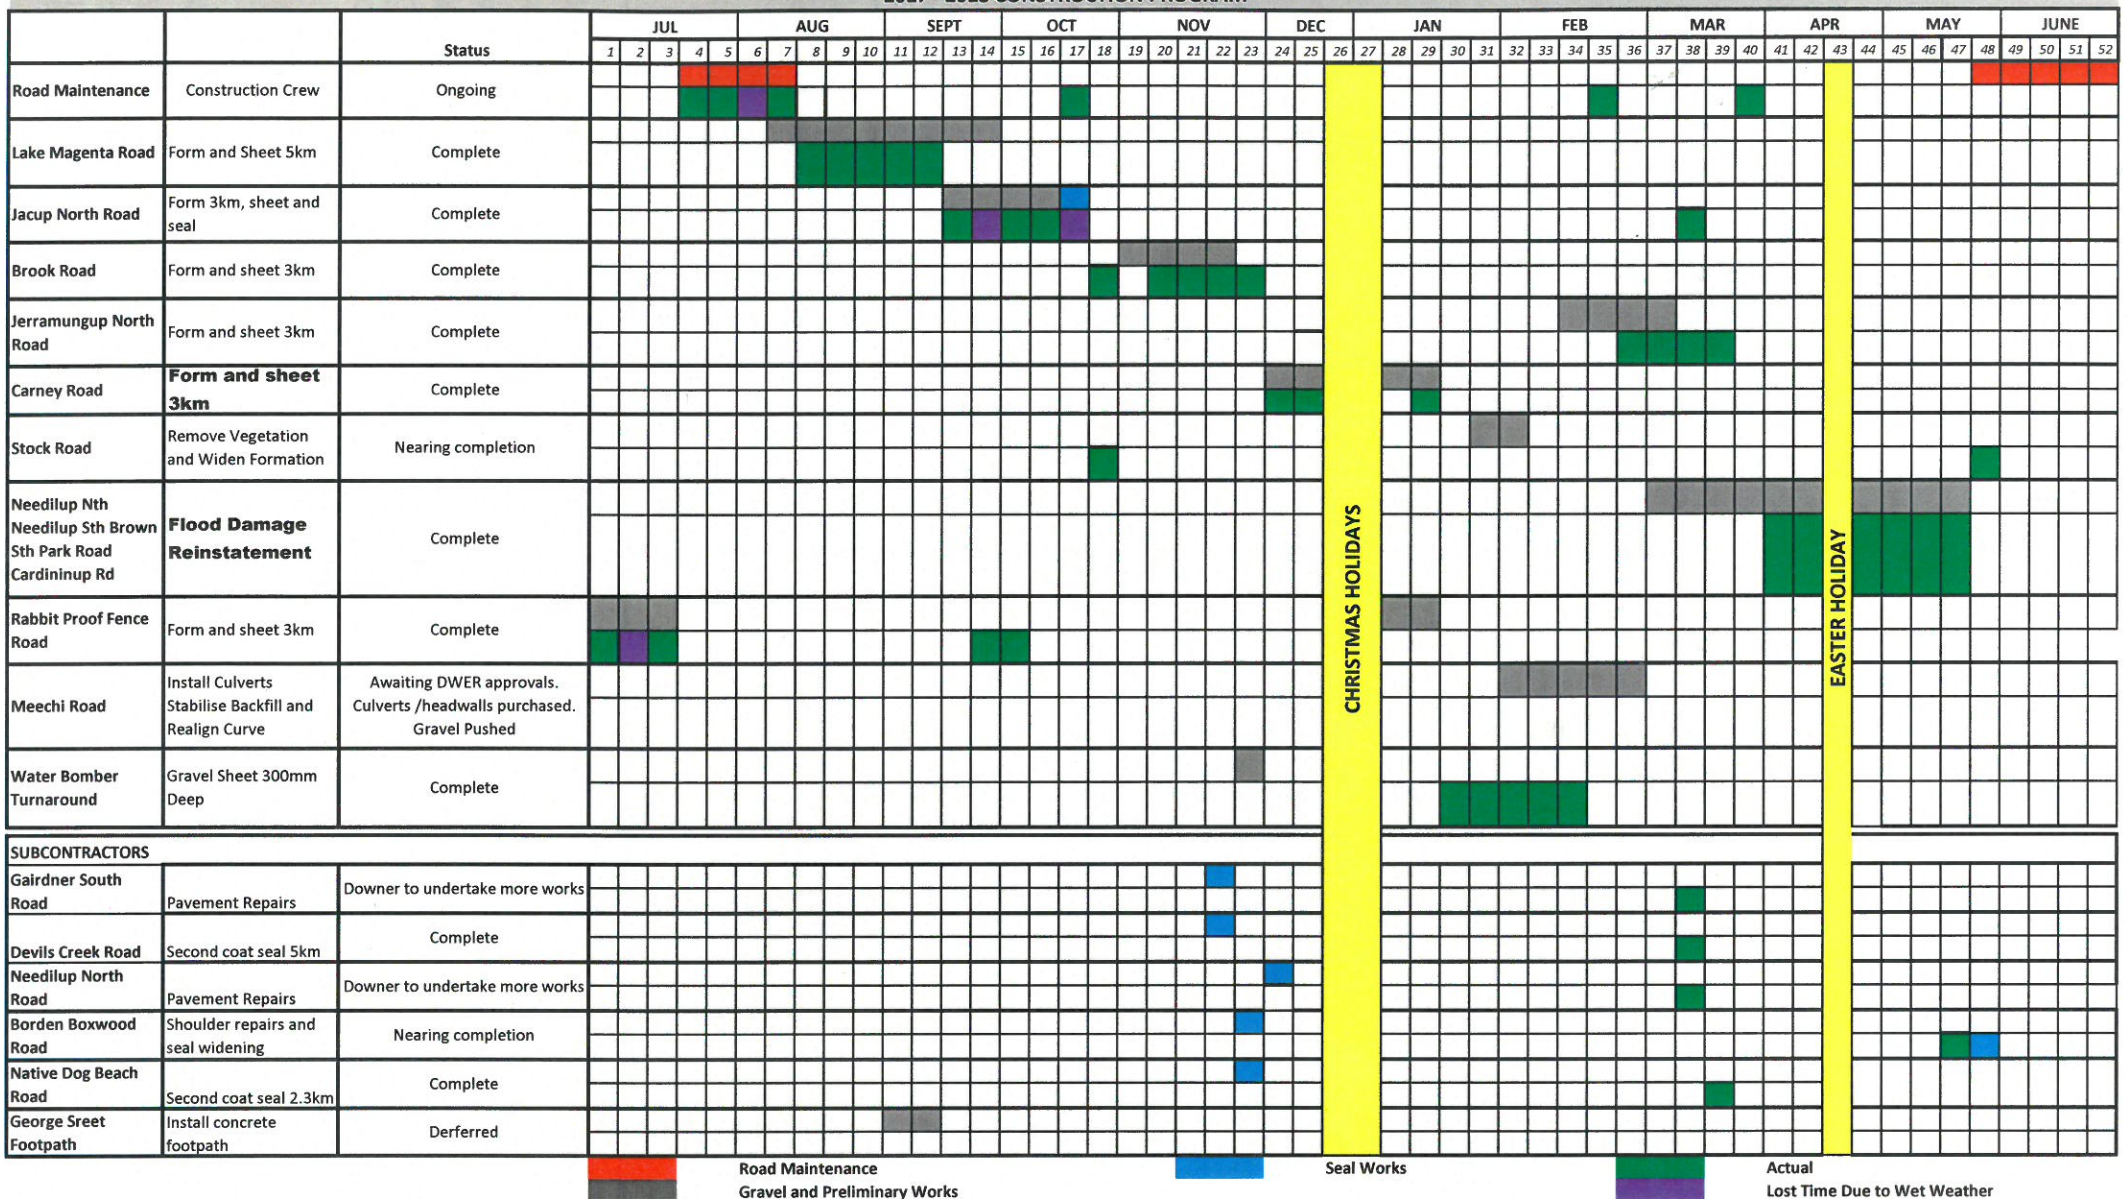 JUL AUG SEPT OCT NOV DEC JAN FEB MAR APR MAY JUNE
Status 1 2 3 4 5 6 7 8 9 10 11 12 13 14 15 16 17 18 19 20 21 22 23 24 25 26 27 28 29 30 31 32 33 34 35 36 37 38 39 40 41 42 43 44 45 46 47 48 49 50 51 52
Road Maintenance Construction Crew Ongoing
Lake Magenta Road Form and Sheet 5km Complete
Jacup North Road
Form 3km, sheet and
seal
Complete
Brook Road Form and sheet 3km Complete
Jerramungup North
Road
Form and sheet 3km Complete
Carney Road
Form and sheet
3km
Complete
Stock Road
Remove Vegetation
and Widen Formation
Nearing completion
Needilup Nth
Needilup Sth Brown
Sth Park Road
Cardininup Rd
Flood Damage
Reinstatement
Complete
Rabbit Proof Fence
Road
Form and sheet 3km Complete
Meechi Road
Install Culverts
Stabilise Backfill and
Realign Curve
Awaiting DWER approvals.
Culverts /headwalls purchased.
Gravel Pushed
Water Bomber
Turnaround
Gravel Sheet 300mm
Deep
Complete
CHRISTMAS HOLIDAYS
EASTER HOLIDAY
SUBCONTRACTORS
Gairdner South
Road
Pavement Repairs
Downer to undertake more works
Devils Creek Road Second coat seal 5km Complete
Needilup North
Road
Pavement Repairs
Downer to undertake more works
Borden Boxwood
Road
Shoulder repairs and
seal widening
Nearing completion
Native Dog Beach
Road
Second coat seal 2.3km
Complete
George Sreet
Footpath
Install concrete
footpath
Derferred
Road Maintenance Seal Works Actual
Gravel and Preliminary Works Lost Time Due to Wet Weather